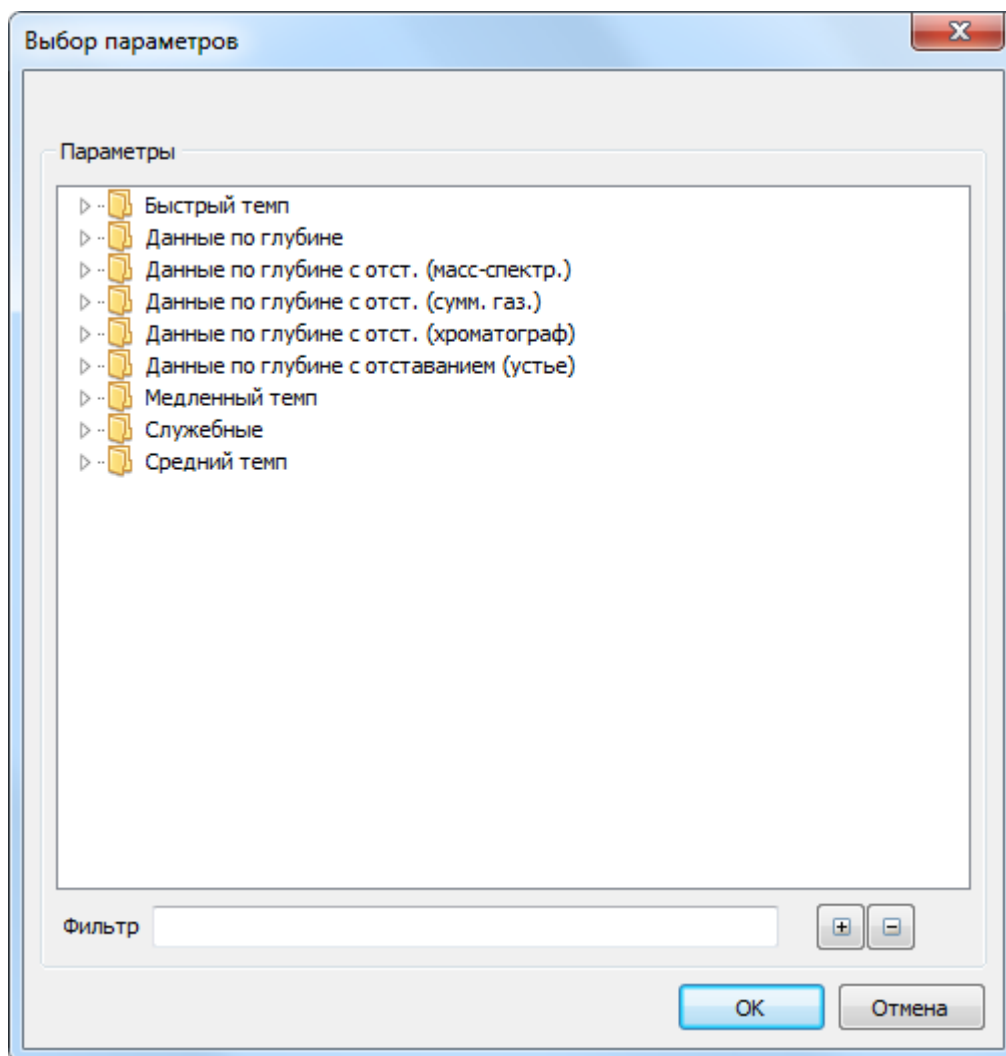 Выбор параметров
Параметры
Быстрый темп
Данные по глубине
Данные по глубине с отст. (масс-спектр.)
Данные по глубине с отст. (сумм. газ.)
Данные по глубине с отст. (хроматограф)
Данные по глубине с отставанием (устье)
Медленный темп
Служебные
Средний темп
Фильтр
OK Отмена